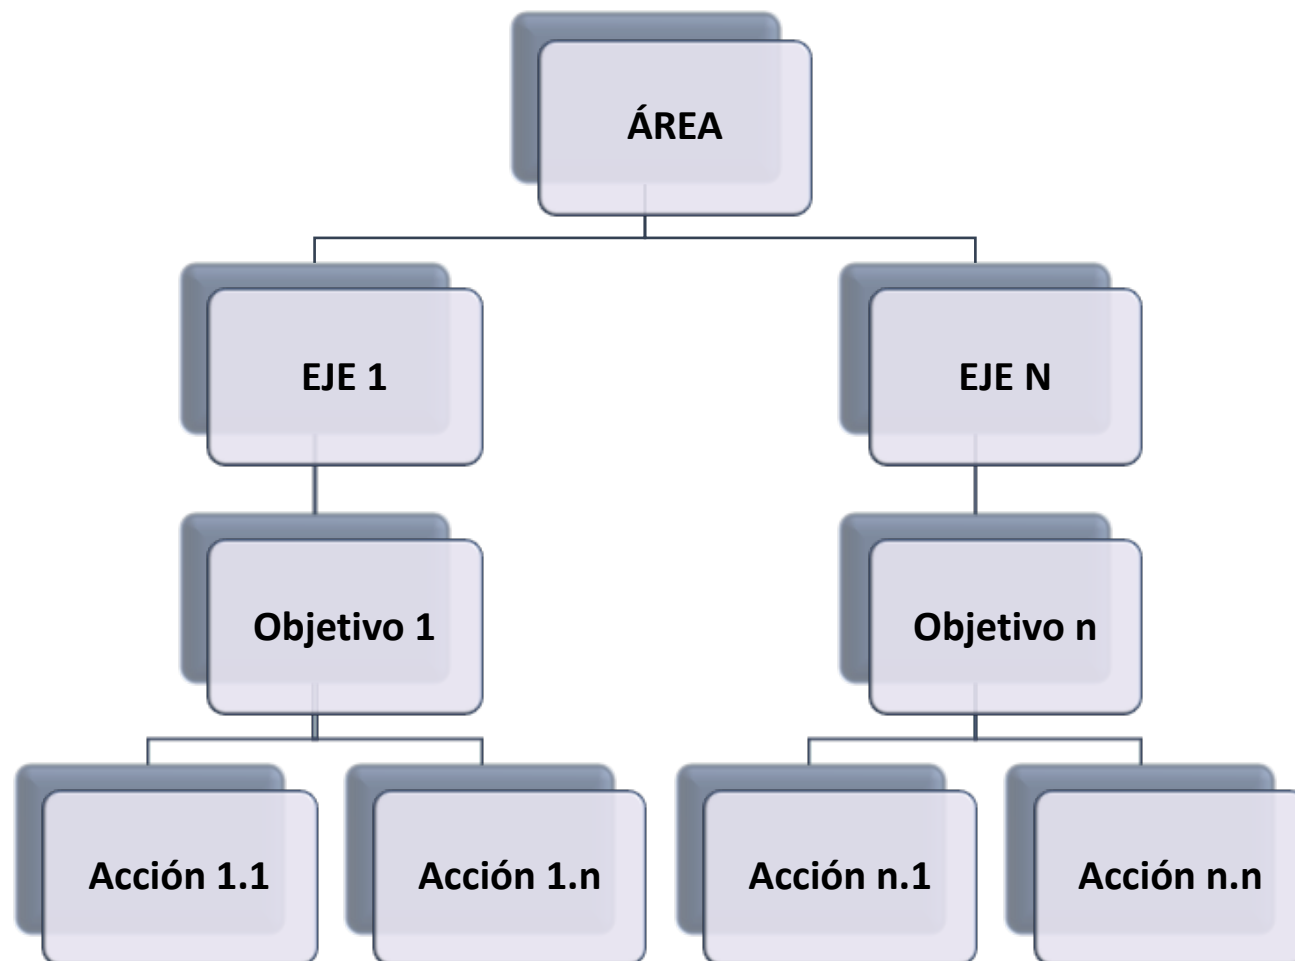 ÁREA
EJE 1
EJE N
Objetivo 1
Objetivo n
Acción 1.1
Acción 1.n
Acción n.1
Acción n.n